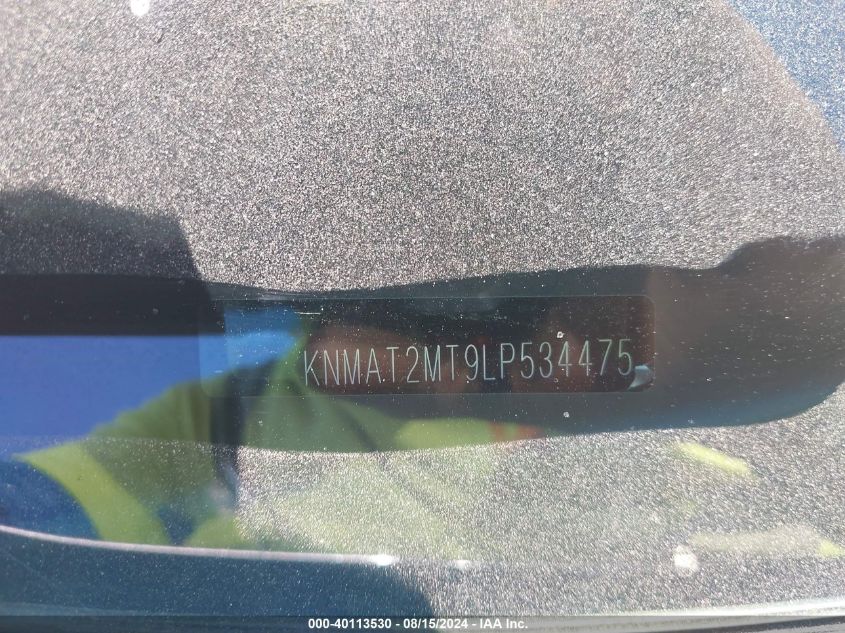 KNMAT2MT9LP534475
000-40113530 - 08/15/2024 - IAA Inc.